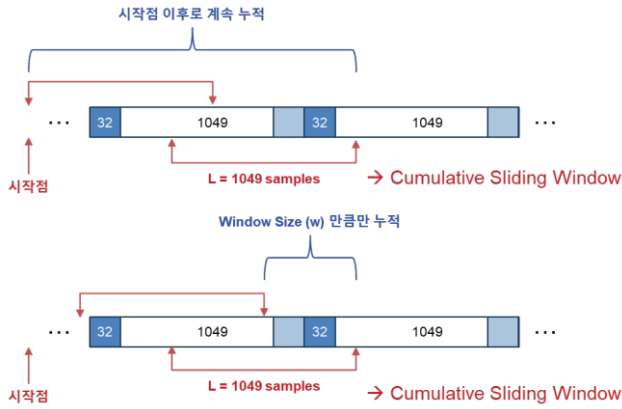 시작점 이후로 계속 누적
··· 32 1049 32 1049 ···
시작점
L = 1049 samples
→ Cumulative Sliding Window
Window Size (w) 만큼만 누적
··· 32 1049 32 1049 ···
시작점
L = 1049 samples
→ Cumulative Sliding Window